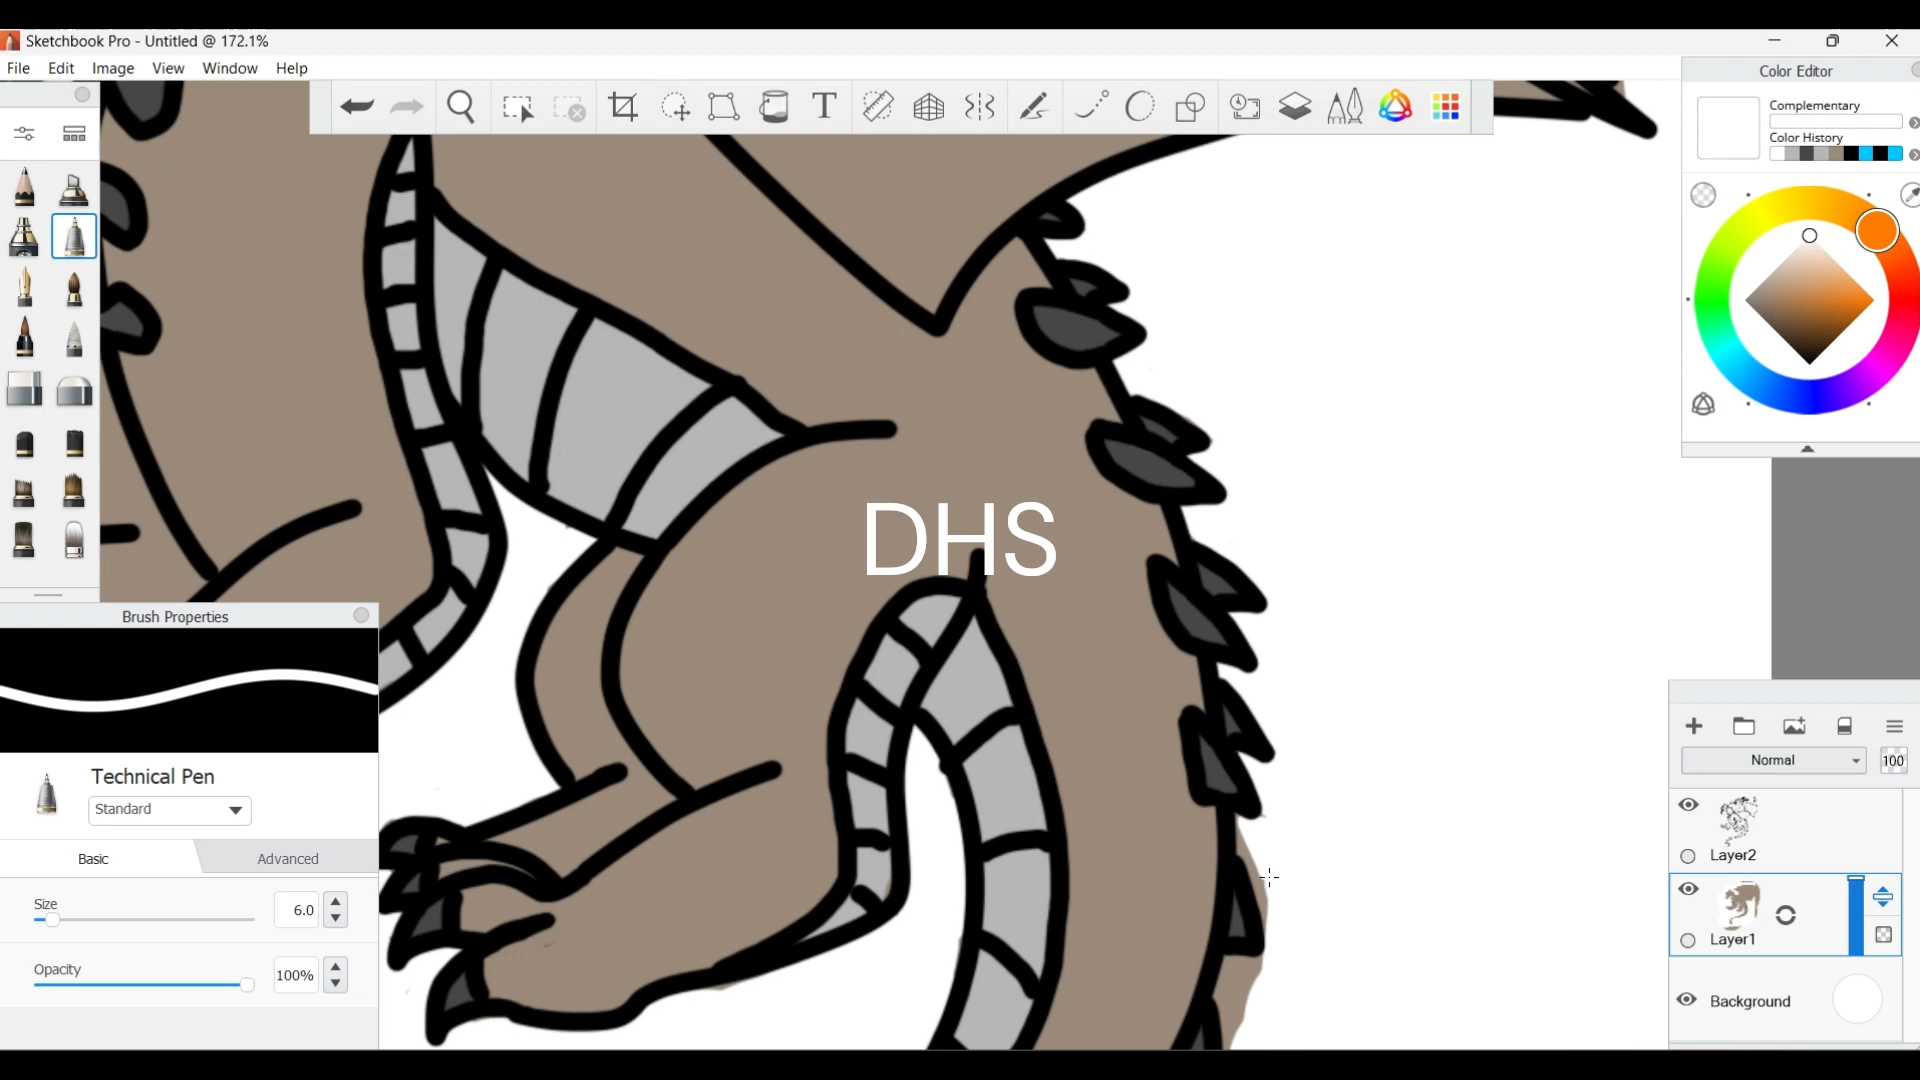 Sketchbook Pro - Untitled @ 172.1%
File Edit Image View Window Help
Color Editor
Complementary
Color History
DHS
Brush Properties
Technical Pen
Standard
Basic Advanced
Size 6.0
Opacity 100%
Normal 100
Layer2
Layer1
Background